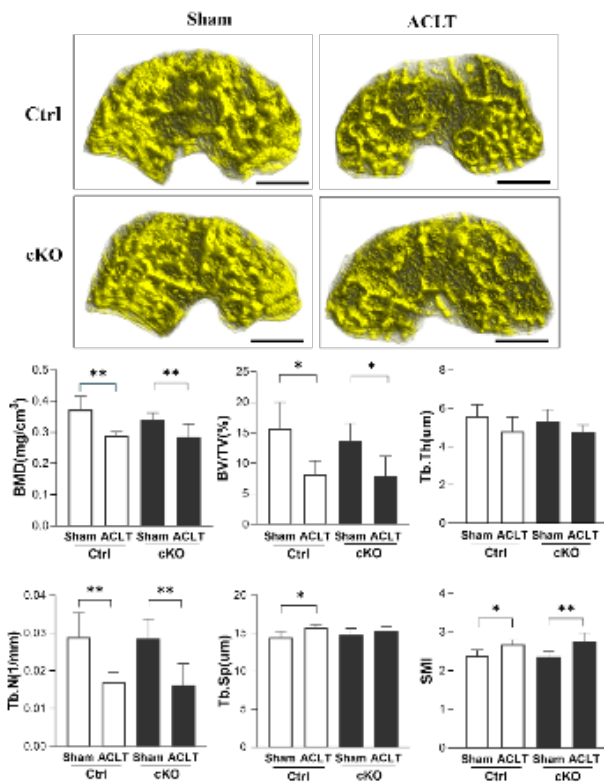 Sham ACLT
Ctrl
cKO
BMD(mg/cm³)
0.5
0.4
0.3
0.2
0.1
0.0
**
**
Sham ACLT Sham ACLT
Ctrl cKO
BV/TV(%)
25
20
15
10
5
0
*
*
Sham ACLT Sham ACLT
Ctrl cKO
Tb.Th(um)
8
6
4
2
0
Sham ACLT Sham ACLT
Ctrl cKO
Tb.N(1/mm)
0.04
0.03
0.02
0.01
0.00
**
**
Sham ACLT Sham ACLT
Ctrl cKO
Tb.Sp(um)
20
15
10
5
0
*
Sham ACLT Sham ACLT
Ctrl cKO
SMI
4
3
2
1
0
*
**
Sham ACLT Sham ACLT
Ctrl cKO